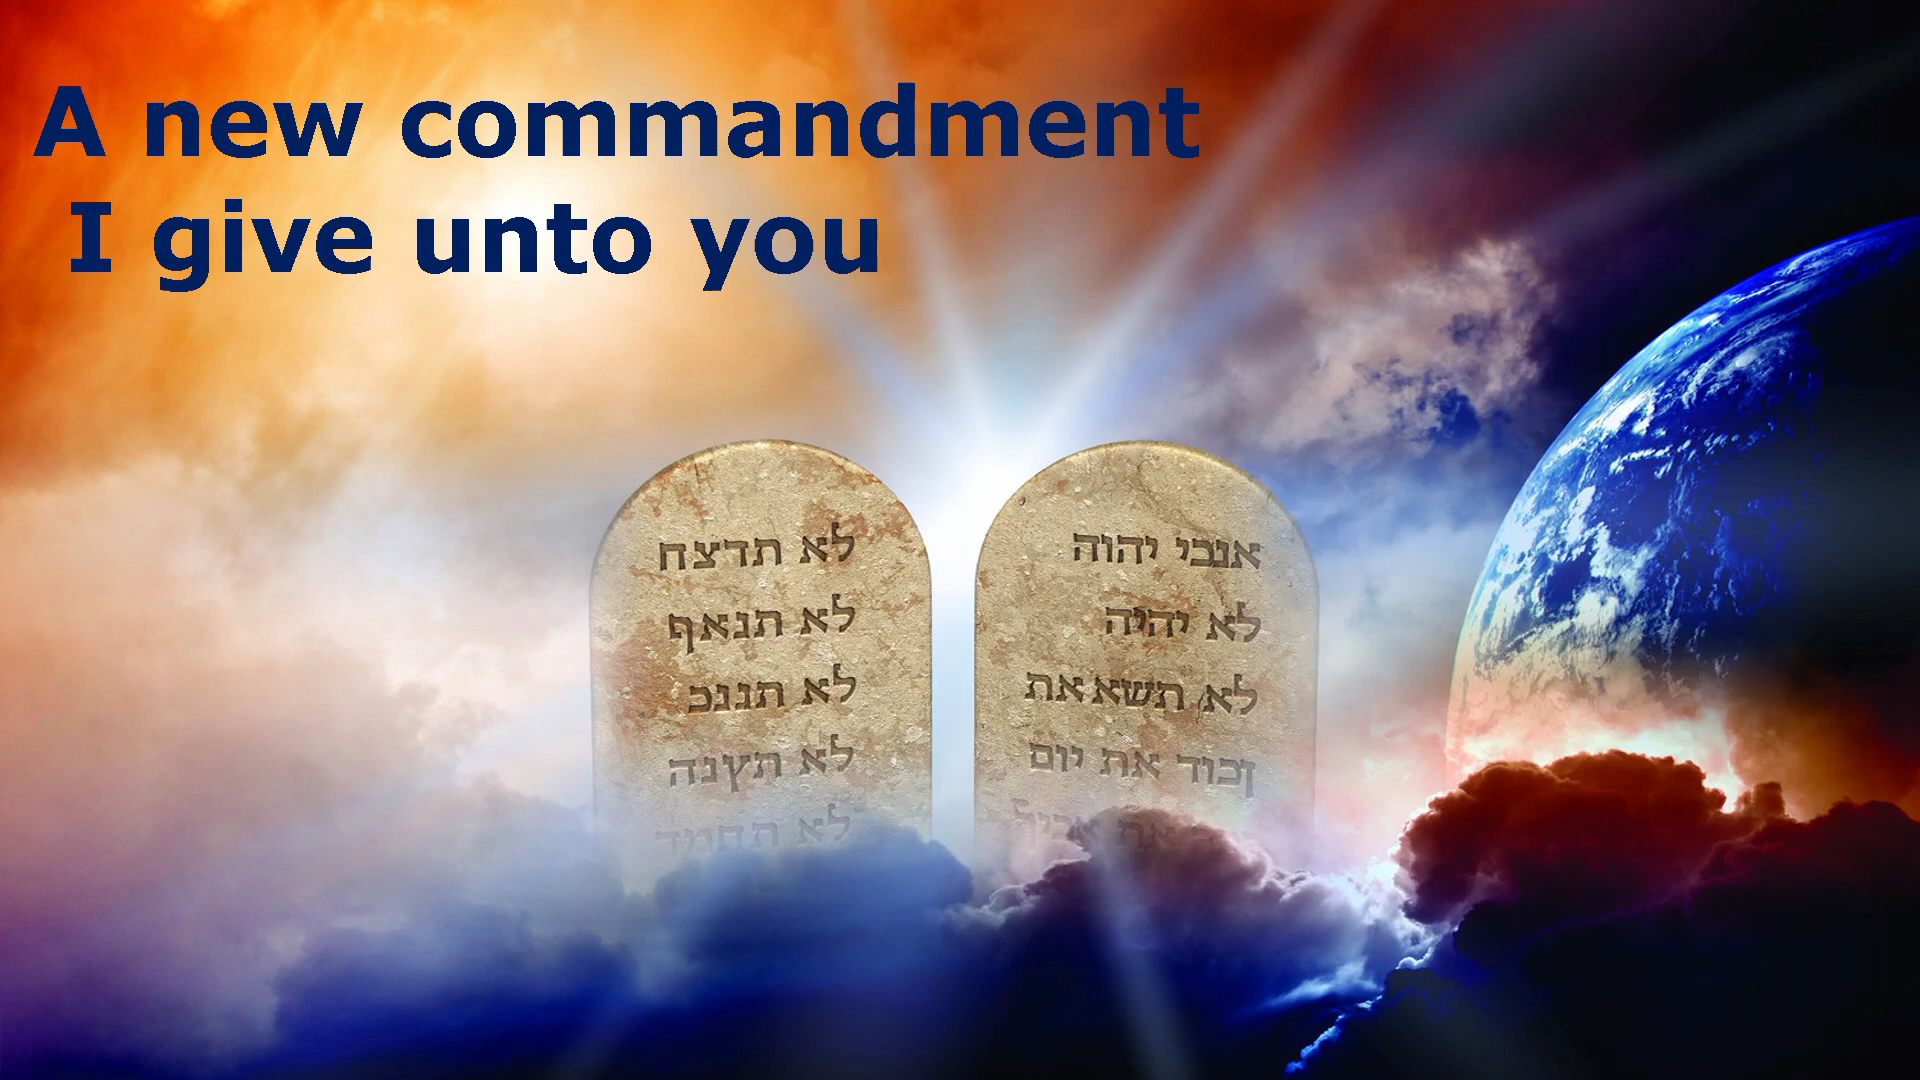 A new commandment
I give unto you
אנכי יהוה
לא יהיה
לא תשא את
זכור את יום
את
לא תרצח
לא תנאף
לא תגנב
לא תענה
לא תחמד